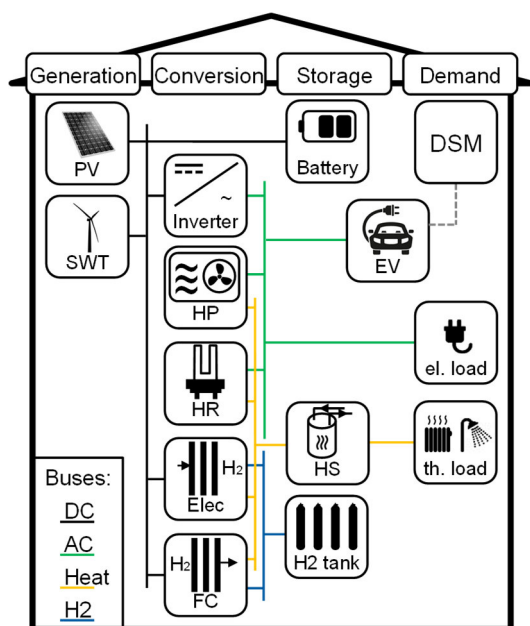 Generation
Conversion
Storage
Demand
PV
Battery
DSM
~
Inverter
SWT
EV
HP
HR
el. load
H2
Elec
HS
th. load
H2
FC
H2 tank
Buses:
DC
AC
Heat
H2